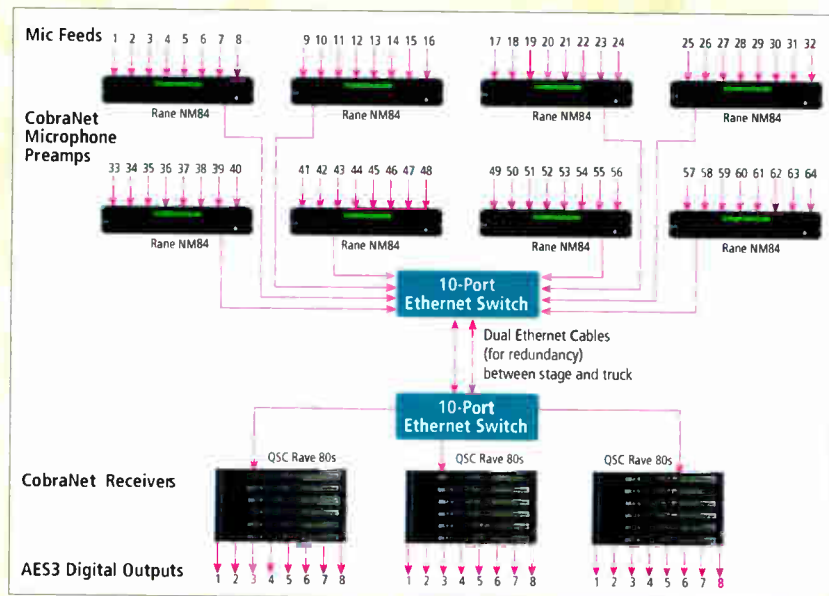 Mic Feeds
1 2 3 4 5 6 7 8
9 10 11 12 13 14 15 16
17 18 19 20 21 22 23 24
25 26 27 28 29 30 31 32
Rane NM84
Rane NM84
Rane NM84
Rane NM84
CobraNet
Microphone
Preamps
33 34 35 36 37 38 39 40
41 42 43 44 45 46 47 48
49 50 51 52 53 54 55 56
57 58 59 60 61 62 63 64
Rane NM84
Rane NM84
Rane NM84
Rane NM84
10-Port
Ethernet Switch
Dual Ethernet Cables
(for redundancy)
between stage and truck
10-Port
Ethernet Switch
QSC Rave 80s
QSC Rave 80s
QSC Rave 80s
CobraNet Receivers
AES3 Digital Outputs
1 2 3 4 5 6 7 8
1 2 3 4 5 6 7 8
1 2 3 4 5 6 7 8